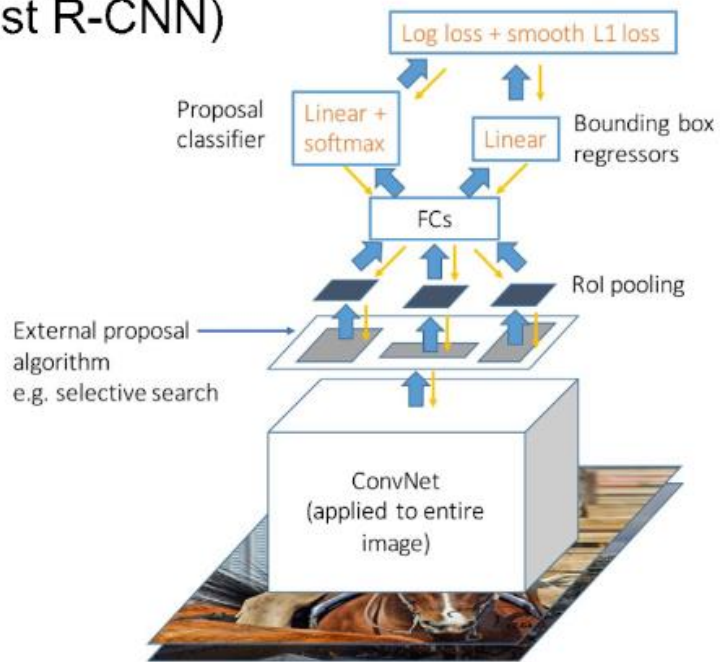 st R-CNN)
Log loss + smooth L1 loss
Proposal
classifier
Linear +
softmax
Linear
Bounding box
regressors
FCs
RoI pooling
External proposal
algorithm
e.g. selective search
ConvNet
(applied to entire
image)